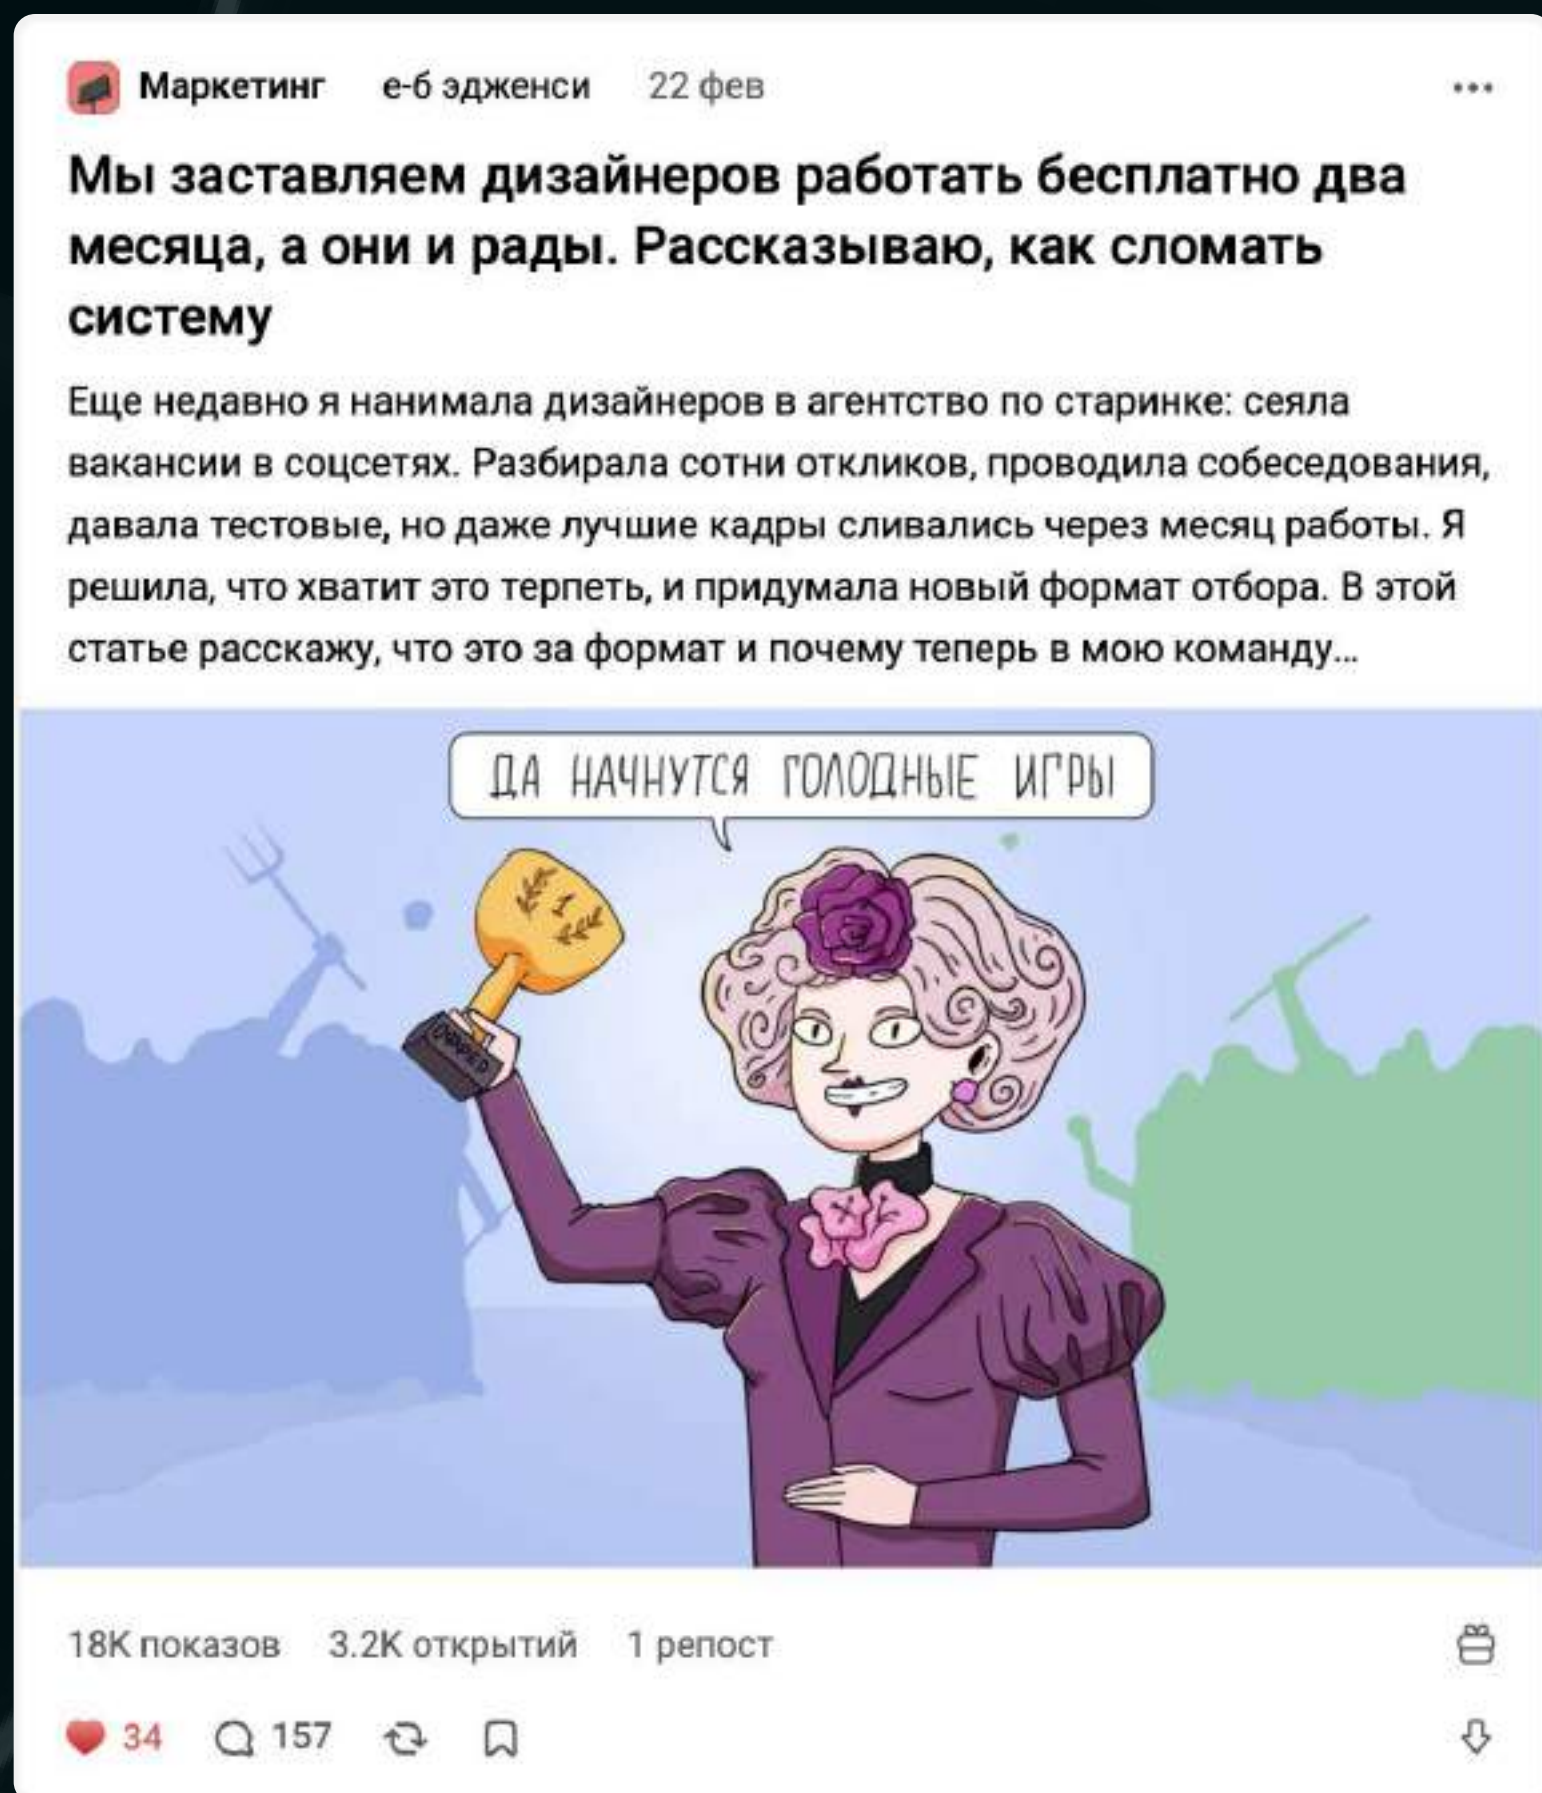 Маркетинг е-б эдженси 22 фев
Мы заставляем дизайнеров работать бесплатно два
месяца, а они и рады. Рассказываю, как сломать
систему
Еще недавно я нанимала дизайнеров в агентство по старинке: сеяла
вакансии в соцсетях. Разбирала сотни откликов, проводила собеседования,
давала тестовые, но даже лучшие кадры сливались через месяц работы. Я
решила, что хватит это терпеть, и придумала новый формат отбора. В этой
статье расскажу, что это за формат и почему теперь в мою команду...
ДА НАЧНУТСЯ ГОЛОДНЫЕ ИГРЫ
1
ОФФЕР
18K показов 3.2K открытий 1 репост
34 157